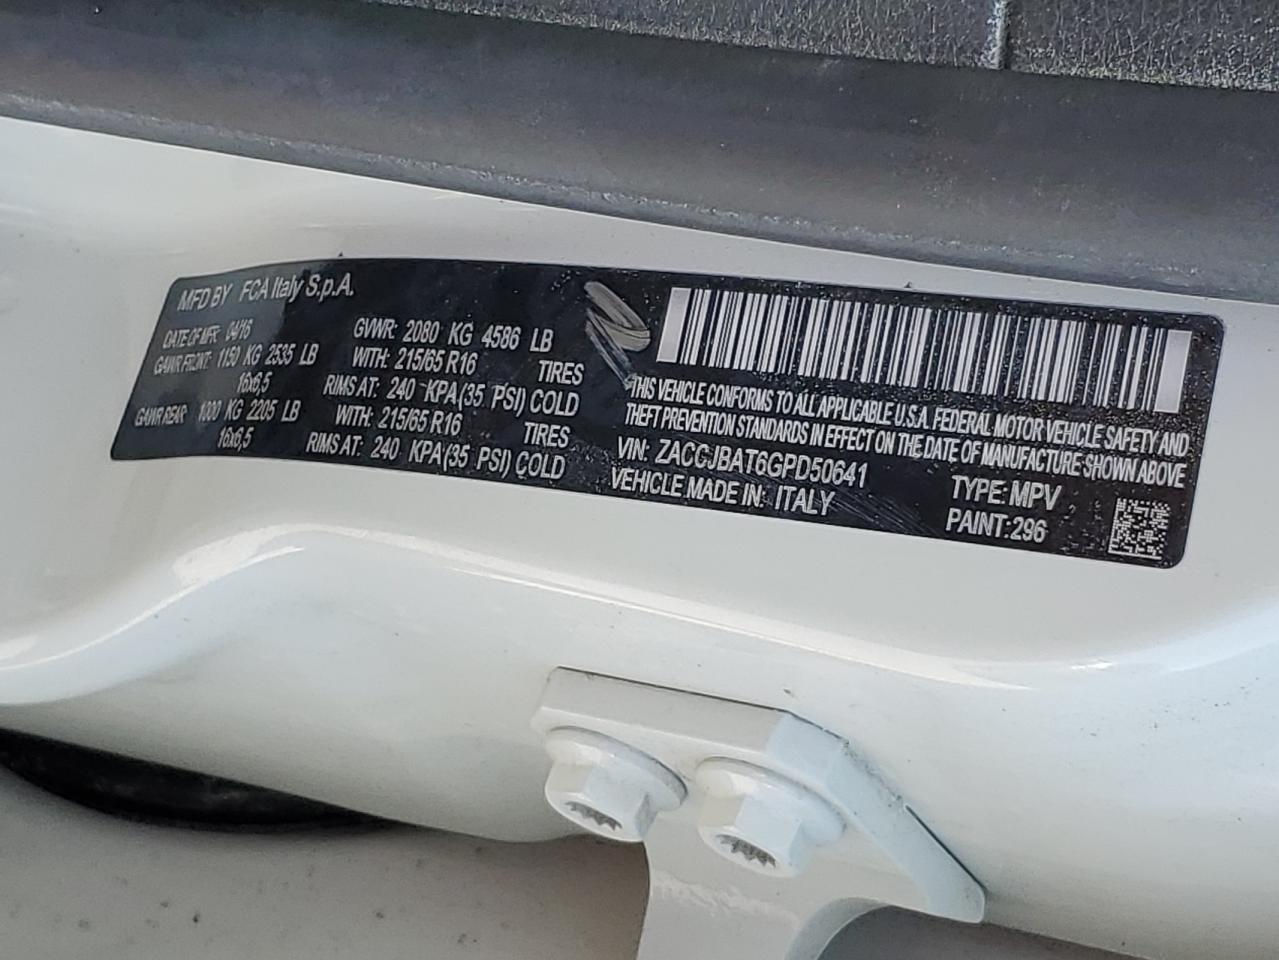 MFD BY FCA Italy S.p.A.
DATE OF MFR: 04/16 GVWR: 2080 KG 4586 LB
GAWR FRONT: 1150 KG 2535 LB WITH: 215/65 R16 TIRES
16x6,5 RIMS AT: 240 KPA(35 PSI) COLD
GAWR REAR 1000 KG 2205 LB WITH: 215/65 R16 TIRES
16x6,5 RIMS AT: 240 KPA(35 PSI) COLD
THIS VEHICLE CONFORMS TO ALL APPLICABLE U.S.A. FEDERAL MOTOR VEHICLE SAFETY AND
THEFT PREVENTION STANDARDS IN EFFECT ON THE DATE OF MANUFACTURE SHOWN ABOVE
VIN: ZACCJBAT6GPD50641 TYPE: MPV
VEHICLE MADE IN: ITALY PAINT:296